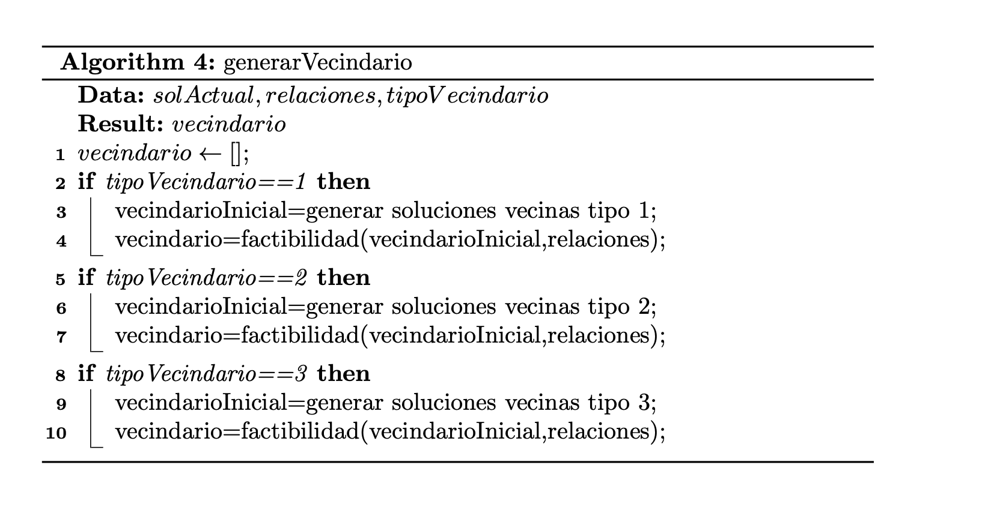 Algorithm 4: generarVecindario
Data: solActual, relaciones, tipoVecindario
Result: vecindario
1 vecindario ← [];
2 if tipoVecindario==1 then
3 vecindarioInicial=generar soluciones vecinas tipo 1;
4 vecindario=factibilidad(vecindarioInicial,relaciones);
5 if tipoVecindario==2 then
6 vecindarioInicial=generar soluciones vecinas tipo 2;
7 vecindario=factibilidad(vecindarioInicial,relaciones);
8 if tipoVecindario==3 then
9 vecindarioInicial=generar soluciones vecinas tipo 3;
10 vecindario=factibilidad(vecindarioInicial,relaciones);